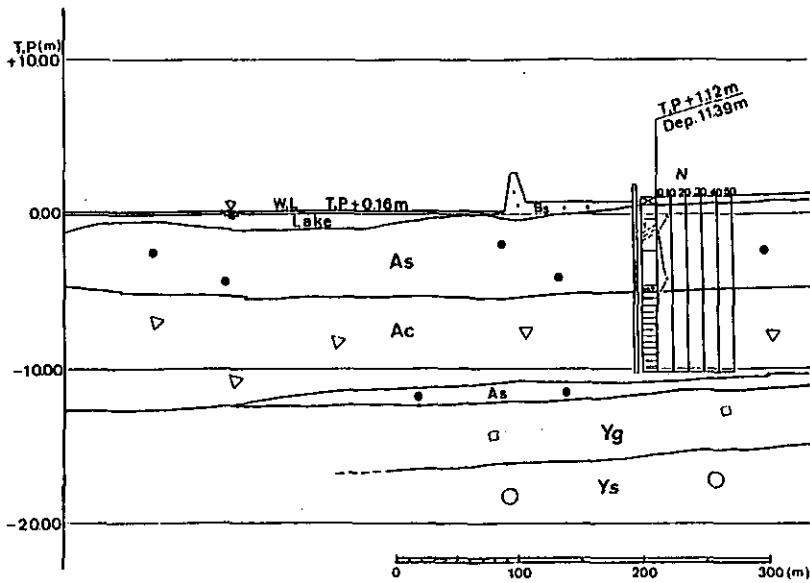 T.P(m)
+10.00
T.P+1.12m
Dep.11.39m
N
0 10 20 30 40 50
W.L T.P+0.16m
Bs
0.00
Lake
As
Ac
-10.00
As
Yg
Ys
-20.00
0 100 200 300(m)